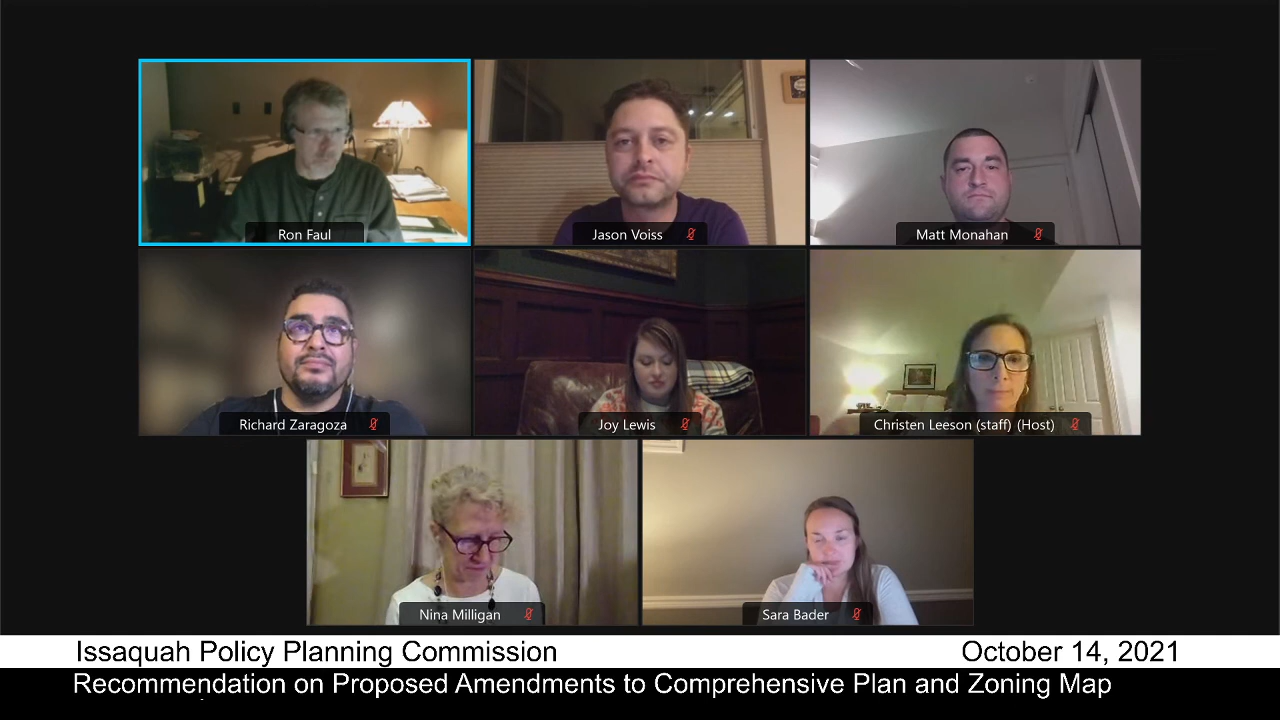 Ron Faul
Jason Voiss
Matt Monahan
Richard Zaragoza
Joy Lewis
Christen Leeson (staff) (Host)
Nina Milligan
Sara Bader
Issaquah Policy Planning Commission
October 14, 2021
Recommendation on Proposed Amendments to Comprehensive Plan and Zoning Map